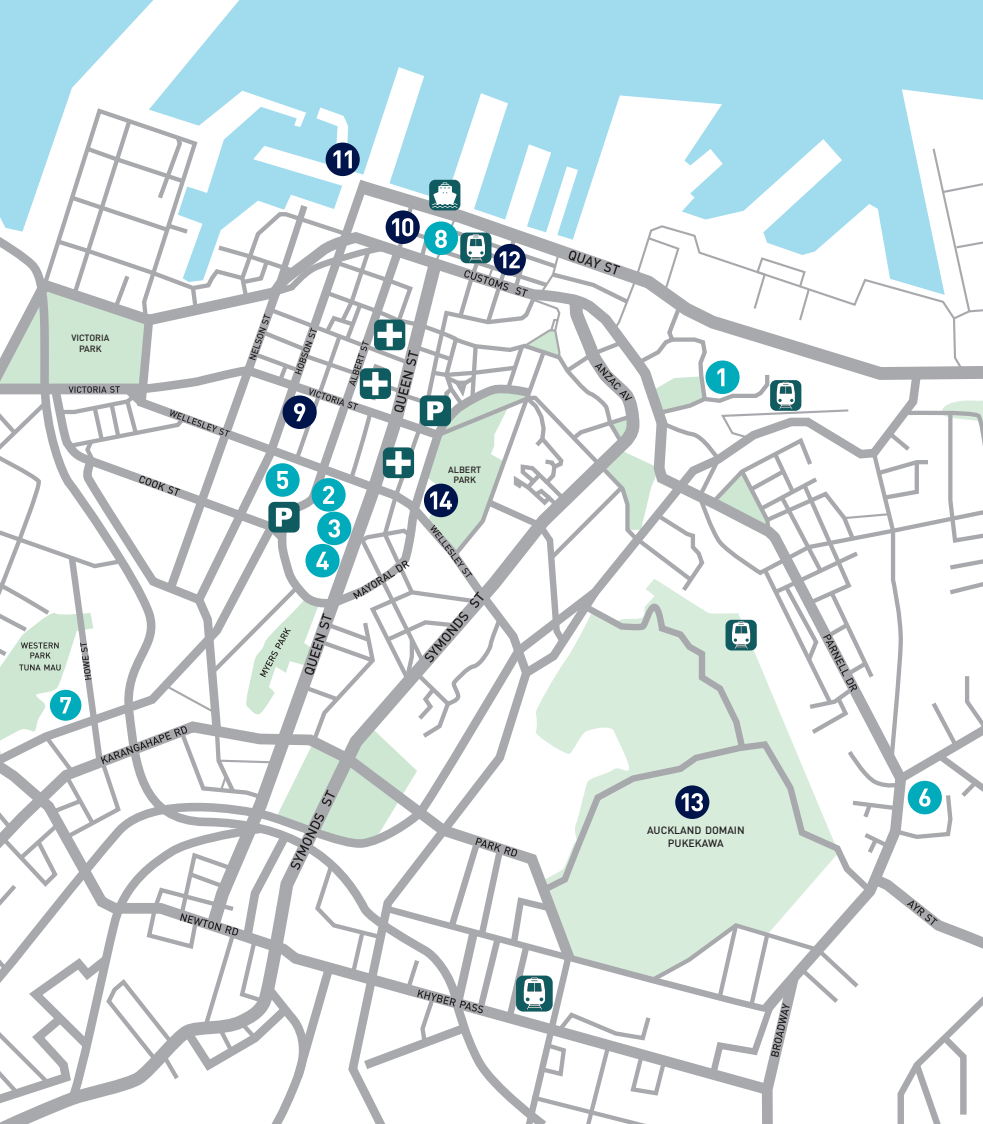 11
10
8
12
QUAY ST
CUSTOMS ST
VICTORIA
PARK
NELSON ST
HOBSON ST
ALBERT ST
QUEEN ST
ANZAC AV
1
VICTORIA ST
VICTORIA ST
WELLESLEY ST
9
P
COOK ST
5
2
ALBERT
PARK
14
P
3
4
WELLESLEY ST
MAYORAL DR
SYMONDS ST
QUEEN ST
MYERS PARK
WESTERN
PARK
TUNA MAU
HOWE ST
7
PARNELL DR
KARANGAHAPE RD
SYMONDS ST
13
AUCKLAND DOMAIN
PUKEKAWA
6
PARK RD
NEWTON RD
AYR ST
KHYBER PASS
BROADWAY